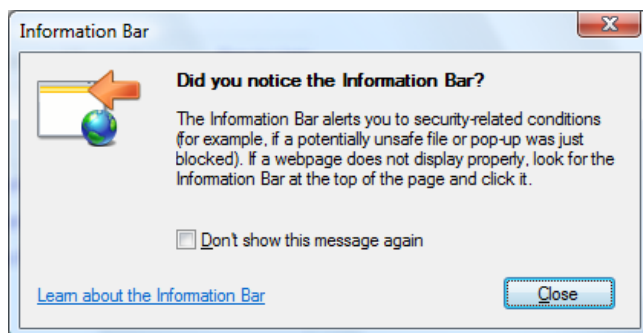 Information Bar
Did you notice the Information Bar?
The Information Bar alerts you to security-related conditions
(for example, if a potentially unsafe file or pop-up was just
blocked). If a webpage does not display properly, look for the
Information Bar at the top of the page and click it.
Don't show this message again
Learn about the Information Bar
Close